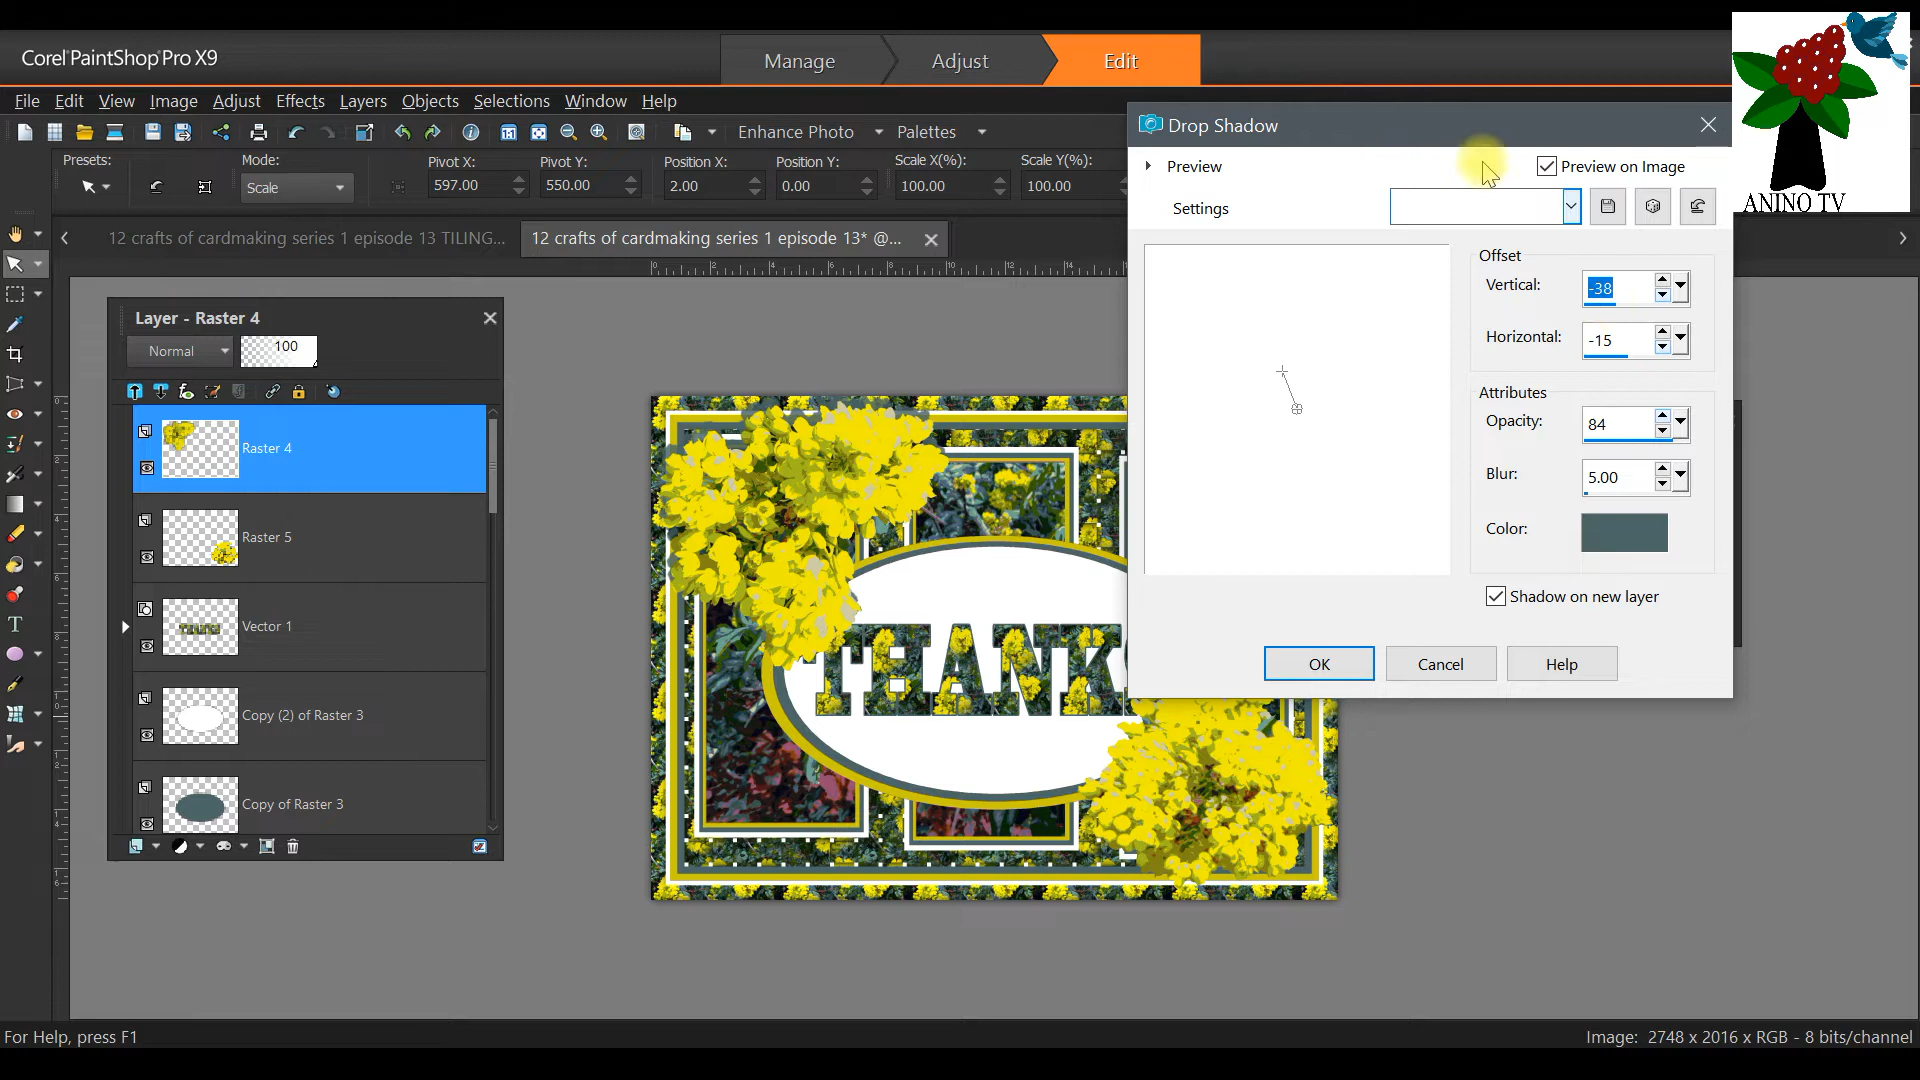 Corel PaintShop Pro X9
Manage
Adjust
Edit
File Edit View Image Adjust Effects Layers Objects Selections Window Help
Enhance Photo
Palettes
Presets:
Mode:
Scale
Pivot X:
597.00
Pivot Y:
550.00
Position X:
2.00
Position Y:
0.00
Scale X(%):
100.00
Scale Y(%):
100.00
12 crafts of cardmaking series 1 episode 13 TILING...
12 crafts of cardmaking series 1 episode 13* @...
Layer - Raster 4
Normal
100
Raster 4
Raster 5
Vector 1
Copy (2) of Raster 3
Copy of Raster 3
THANKS
Drop Shadow
Preview
Preview on Image
Settings
Offset
Vertical:
-38
Horizontal:
-15
Attributes
Opacity:
84
Blur:
5.00
Color:
Shadow on new layer
OK
Cancel
Help
ANINO TV
For Help, press F1
Image: 2748 x 2016 x RGB - 8 bits/channel